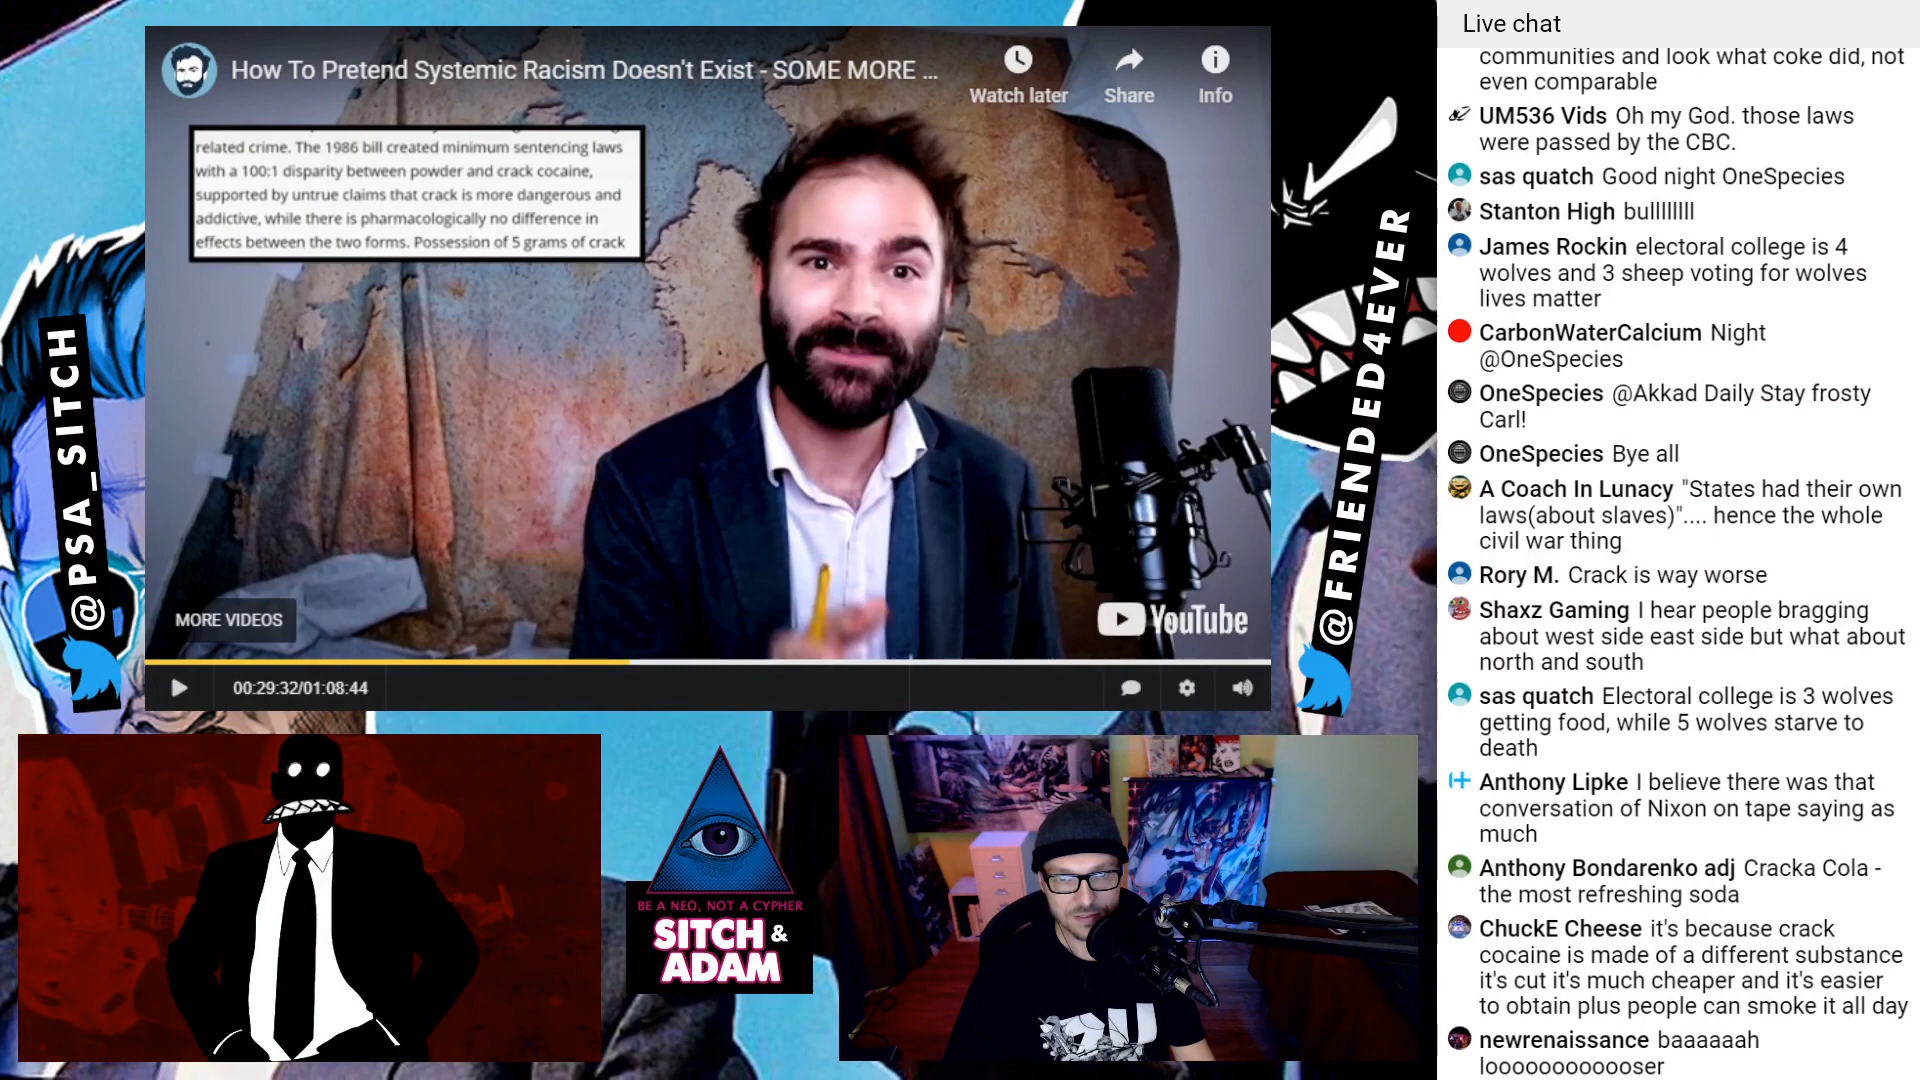 How To Pretend Systemic Racism Doesn't Exist - SOME MORE ...
Watch later
Share
Info
related crime. The 1986 bill created minimum sentencing laws
with a 100:1 disparity between powder and crack cocaine,
supported by untrue claims that crack is more dangerous and
addictive, while there is pharmacologically no difference in
effects between the two forms. Possession of 5 grams of crack
MORE VIDEOS
YouTube
00:29:32/01:08:44
@PSA_SITCH
@FRIENDED4EVER
BE A NEO, NOT A CYPHER
SITCH &
ADAM
Live chat
communities and look what coke did, not
even comparable
UM536 Vids Oh my God. those laws
were passed by the CBC.
sas quatch Good night OneSpecies
Stanton High bullllllll
James Rockin electoral college is 4
wolves and 3 sheep voting for wolves
lives matter
CarbonWaterCalcium Night
@OneSpecies
OneSpecies @Akkad Daily Stay frosty
Carl!
OneSpecies Bye all
A Coach In Lunacy "States had their own
laws(about slaves)".... hence the whole
civil war thing
Rory M. Crack is way worse
Shaxz Gaming I hear people bragging
about west side east side but what about
north and south
sas quatch Electoral college is 3 wolves
getting food, while 5 wolves starve to
death
Anthony Lipke I believe there was that
conversation of Nixon on tape saying as
much
Anthony Bondarenko adj Cracka Cola -
the most refreshing soda
ChuckE Cheese it's because crack
cocaine is made of a different substance
it's cut it's much cheaper and it's easier
to obtain plus people can smoke it all day
newrenaissance baaaaaah
looooooooooooser